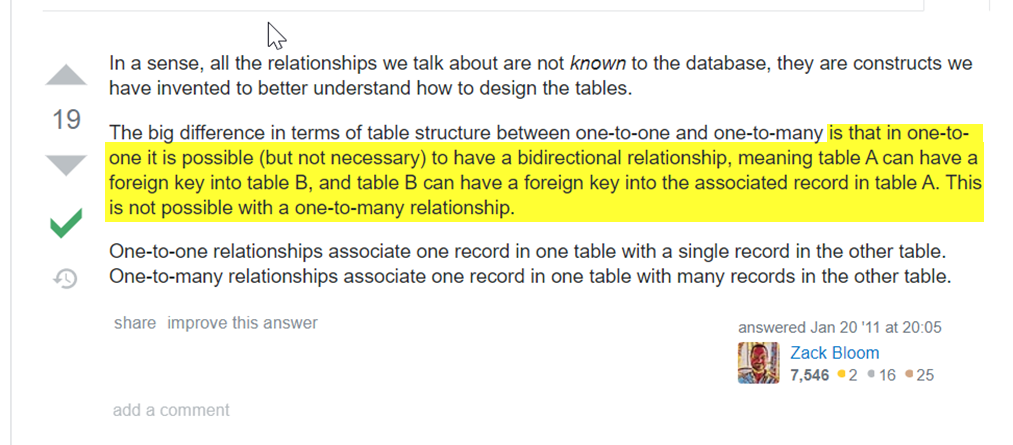 In a sense, all the relationships we talk about are not known to the database, they are constructs we
have invented to better understand how to design the tables.
19
The big difference in terms of table structure between one-to-one and one-to-many is that in one-to-
one it is possible (but not necessary) to have a bidirectional relationship, meaning table A can have a
foreign key into table B, and table B can have a foreign key into the associated record in table A. This
is not possible with a one-to-many relationship.
One-to-one relationships associate one record in one table with a single record in the other table.
One-to-many relationships associate one record in one table with many records in the other table.
share improve this answer
answered Jan 20 '11 at 20:05
Zack Bloom
7,546 2 16 25
add a comment